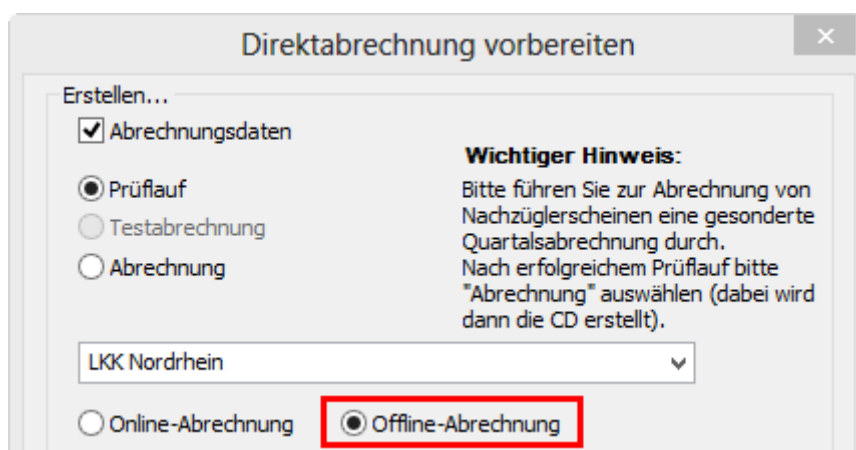 Direktabrechnung vorbereiten
Erstellen...
Abrechnungsdaten
Prüflauf
Testabrechnung
Abrechnung
Wichtiger Hinweis:
Bitte führen Sie zur Abrechnung von
Nachzüglerscheinen eine gesonderte
Quartalsabrechnung durch.
Nach erfolgreichem Prüflauf bitte
"Abrechnung" auswählen (dabei wird
dann die CD erstellt).
LKK Nordrhein
Online-Abrechnung
Offline-Abrechnung